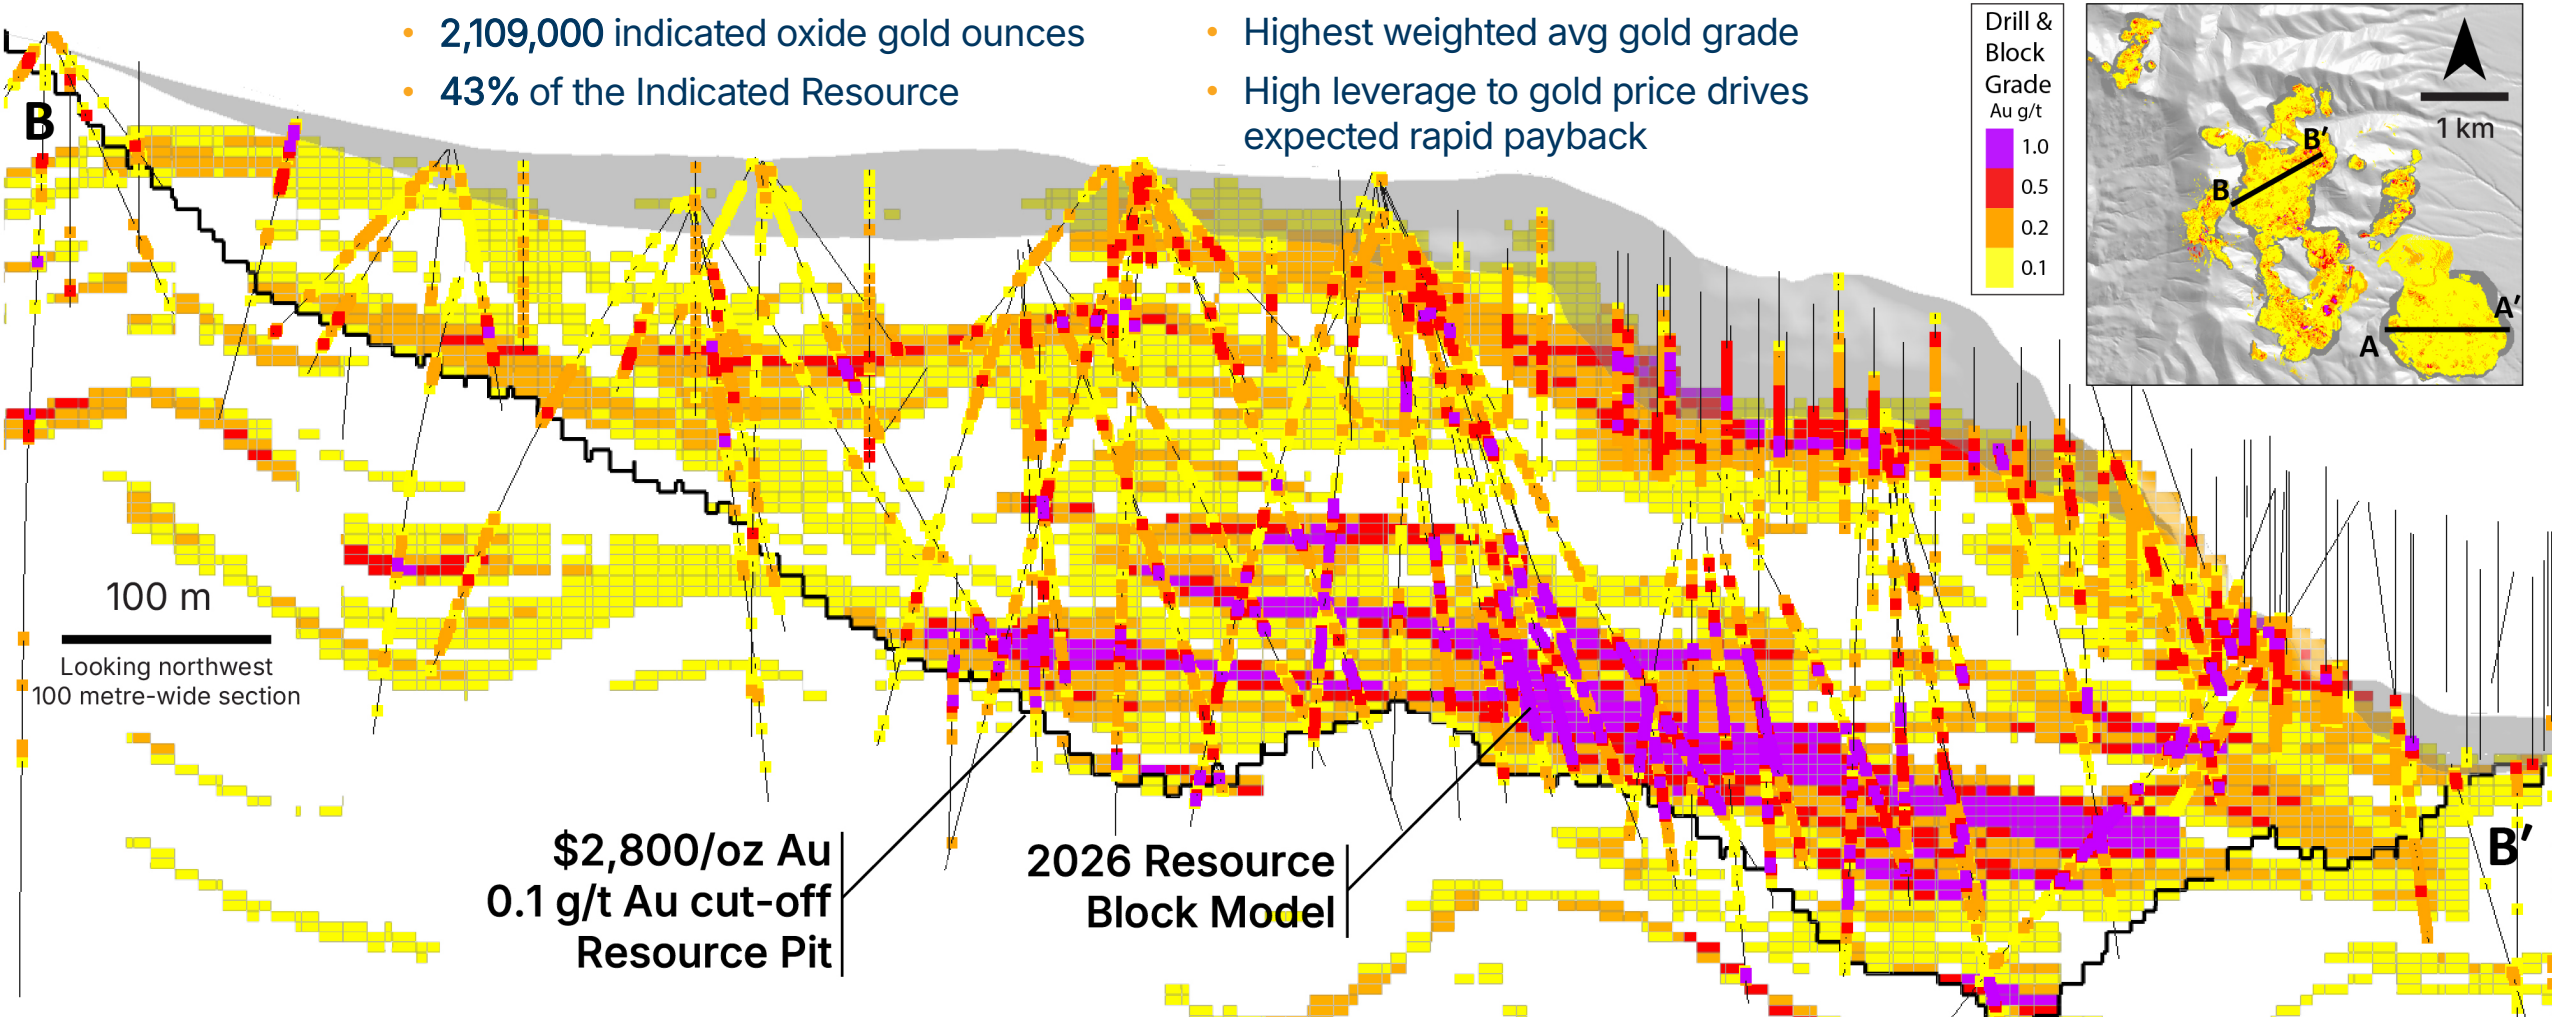 • 2,109,000 indicated oxide gold ounces
• 43% of the Indicated Resource
• Highest weighted avg gold grade
• High leverage to gold price drives
expected rapid payback
Drill &
Block
Grade
Au g/t
1.0
0.5
0.2
0.1
1 km
B
B′
A
A′
B
B′
100 m
Looking northwest
100 metre-wide section
$2,800/oz Au
0.1 g/t Au cut-off
Resource Pit
2026 Resource
Block Model